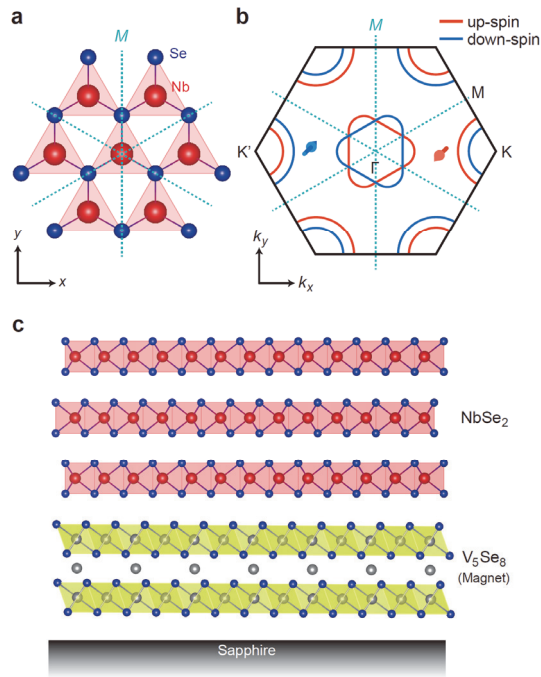 a
M
Se
Nb
y
x
b
up-spin
down-spin
M
M
K'
K
Γ
ky
kx
c
NbSe2
V5Se8
(Magnet)
Sapphire